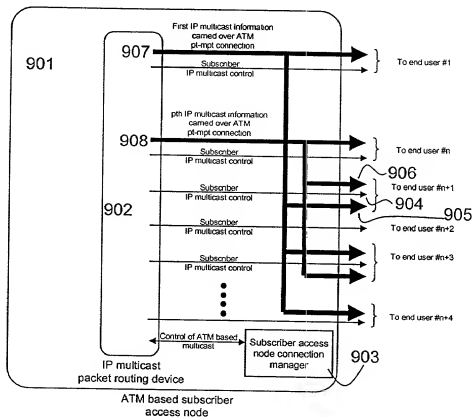 First IP multicast information
carried over ATM
pt-mpt connection
901
907
To end user #1
Subscriber
IP multicast control
pth IP multicast information
carried over ATM
pt-mpt connection
908
To end user #n
Subscriber
IP multicast control
906
To end user #n+1
Subscriber
IP multicast control
904
902
905
Subscriber
IP multicast control
To end user #n+2
Subscriber
IP multicast control
To end user #n+3
To end user #n+4
Control of ATM based
multicast
Subscriber access
node connection
manager
903
IP multicast
packet routing device
ATM based subscriber
access node